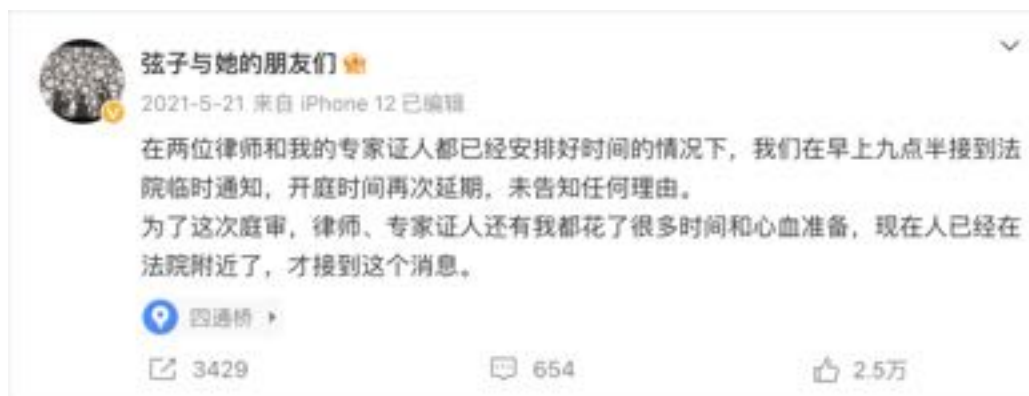 弦子与她的朋友们
2021-5-21 来自 iPhone 12 已编辑
在两位律师和我的专家证人都已经安排好时间的情况下，我们在早上九点半接到法
院临时通知，开庭时间再次延期，未告知任何理由。
为了这次庭审，律师、专家证人还有我都花了很多时间和心血准备，现在人已经在
法院附近了，才接到这个消息。
四通桥
3429 654 2.5万